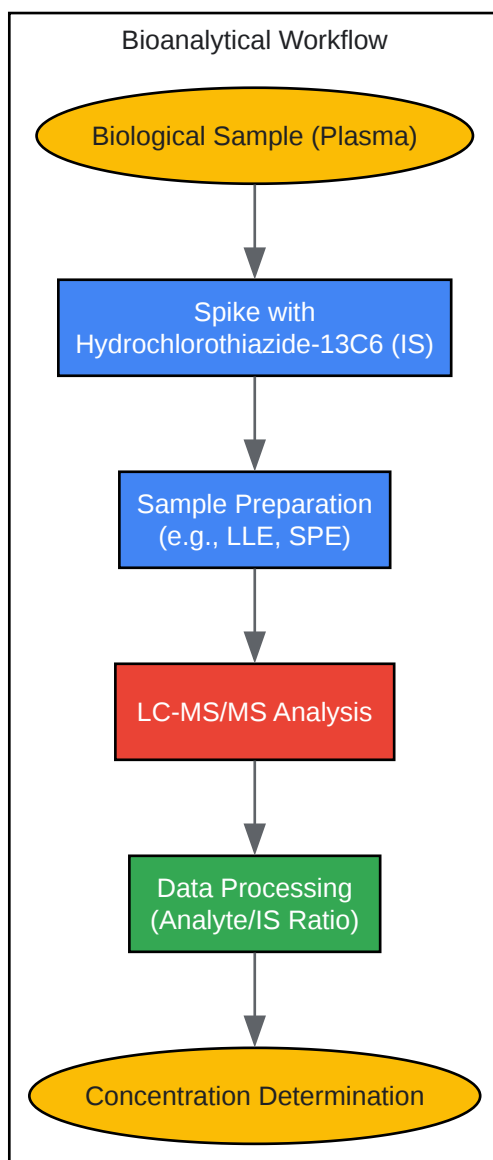 Bioanalytical Workflow
Biological Sample (Plasma)
Spike with
Hydrochlorothiazide-13C6 (IS)
Sample Preparation
(e.g., LLE, SPE)
LC-MS/MS Analysis
Data Processing
(Analyte/IS Ratio)
Concentration Determination